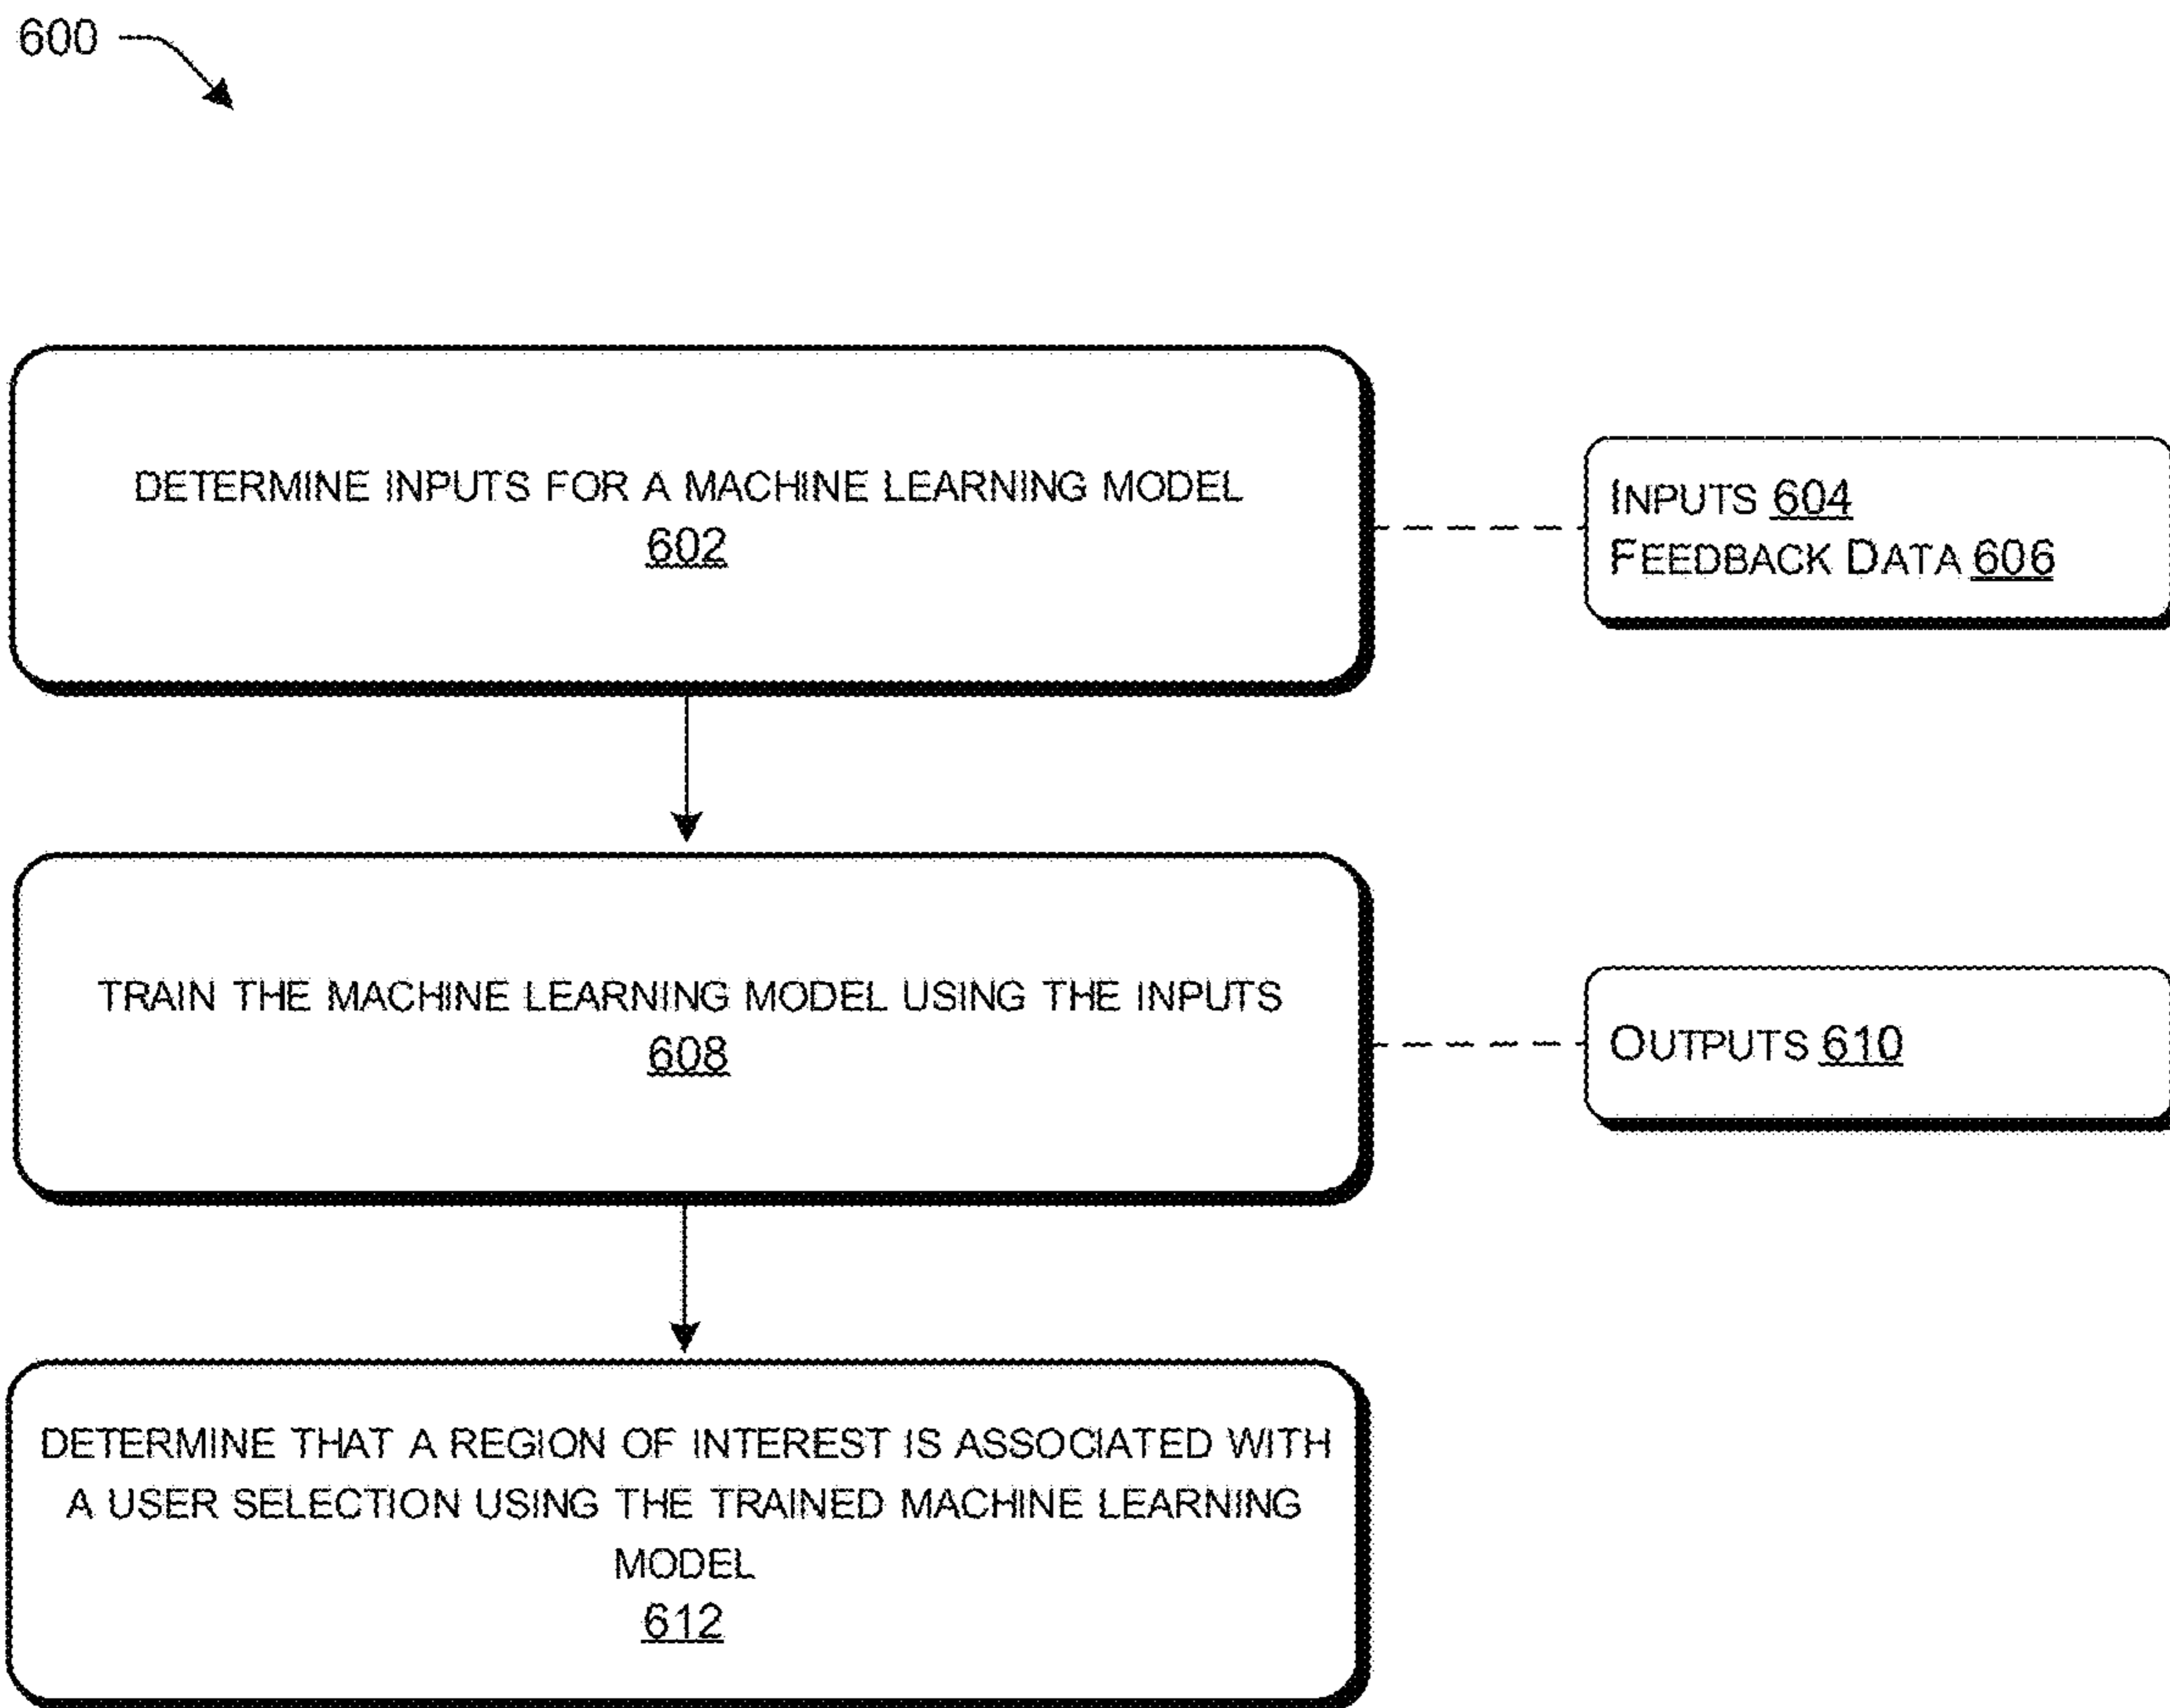 600
DETERMINE INPUTS FOR A MACHINE LEARNING MODEL
602
INPUTS 604
FEEDBACK DATA 606
TRAIN THE MACHINE LEARNING MODEL USING THE INPUTS
608
OUTPUTS 610
DETERMINE THAT A REGION OF INTEREST IS ASSOCIATED WITH
A USER SELECTION USING THE TRAINED MACHINE LEARNING
MODEL
612